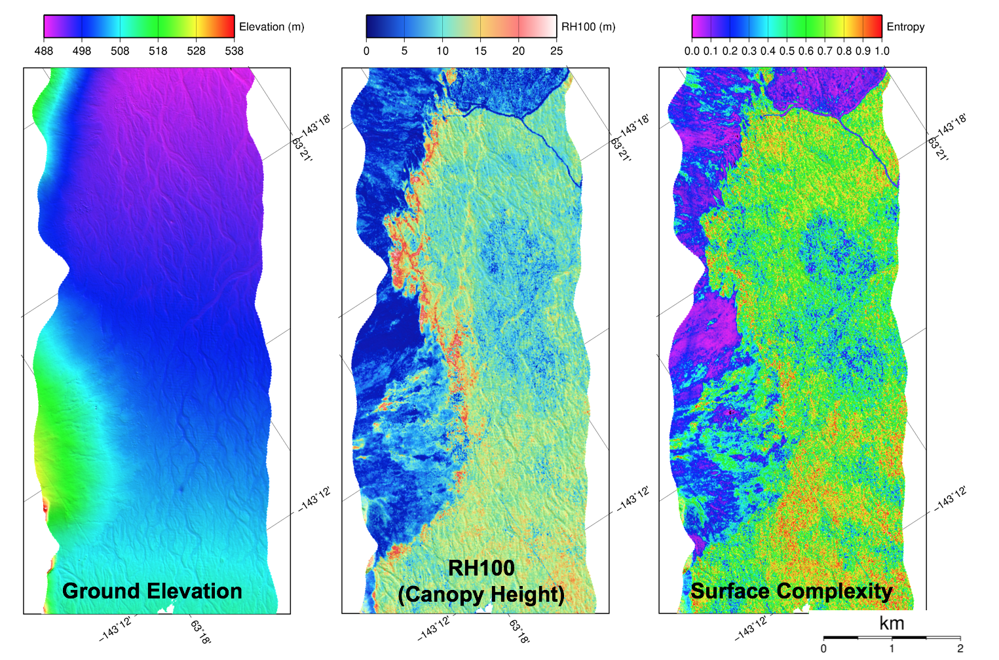 Elevation (m)
488 498 508 518 528 538
RH100 (m)
0 5 10 15 20 25
Entropy
0.0 0.1 0.2 0.3 0.4 0.5 0.6 0.7 0.8 0.9 1.0
−143˚18'
63˚21'
−143˚18'
63˚21'
−143˚18'
63˚21'
−143˚12'
−143˚12'
−143˚12'
Ground Elevation
RH100
(Canopy Height)
Surface Complexity
−143˚12'
63˚18'
−143˚12'
63˚18'
−143˚12'
km
0 1 2